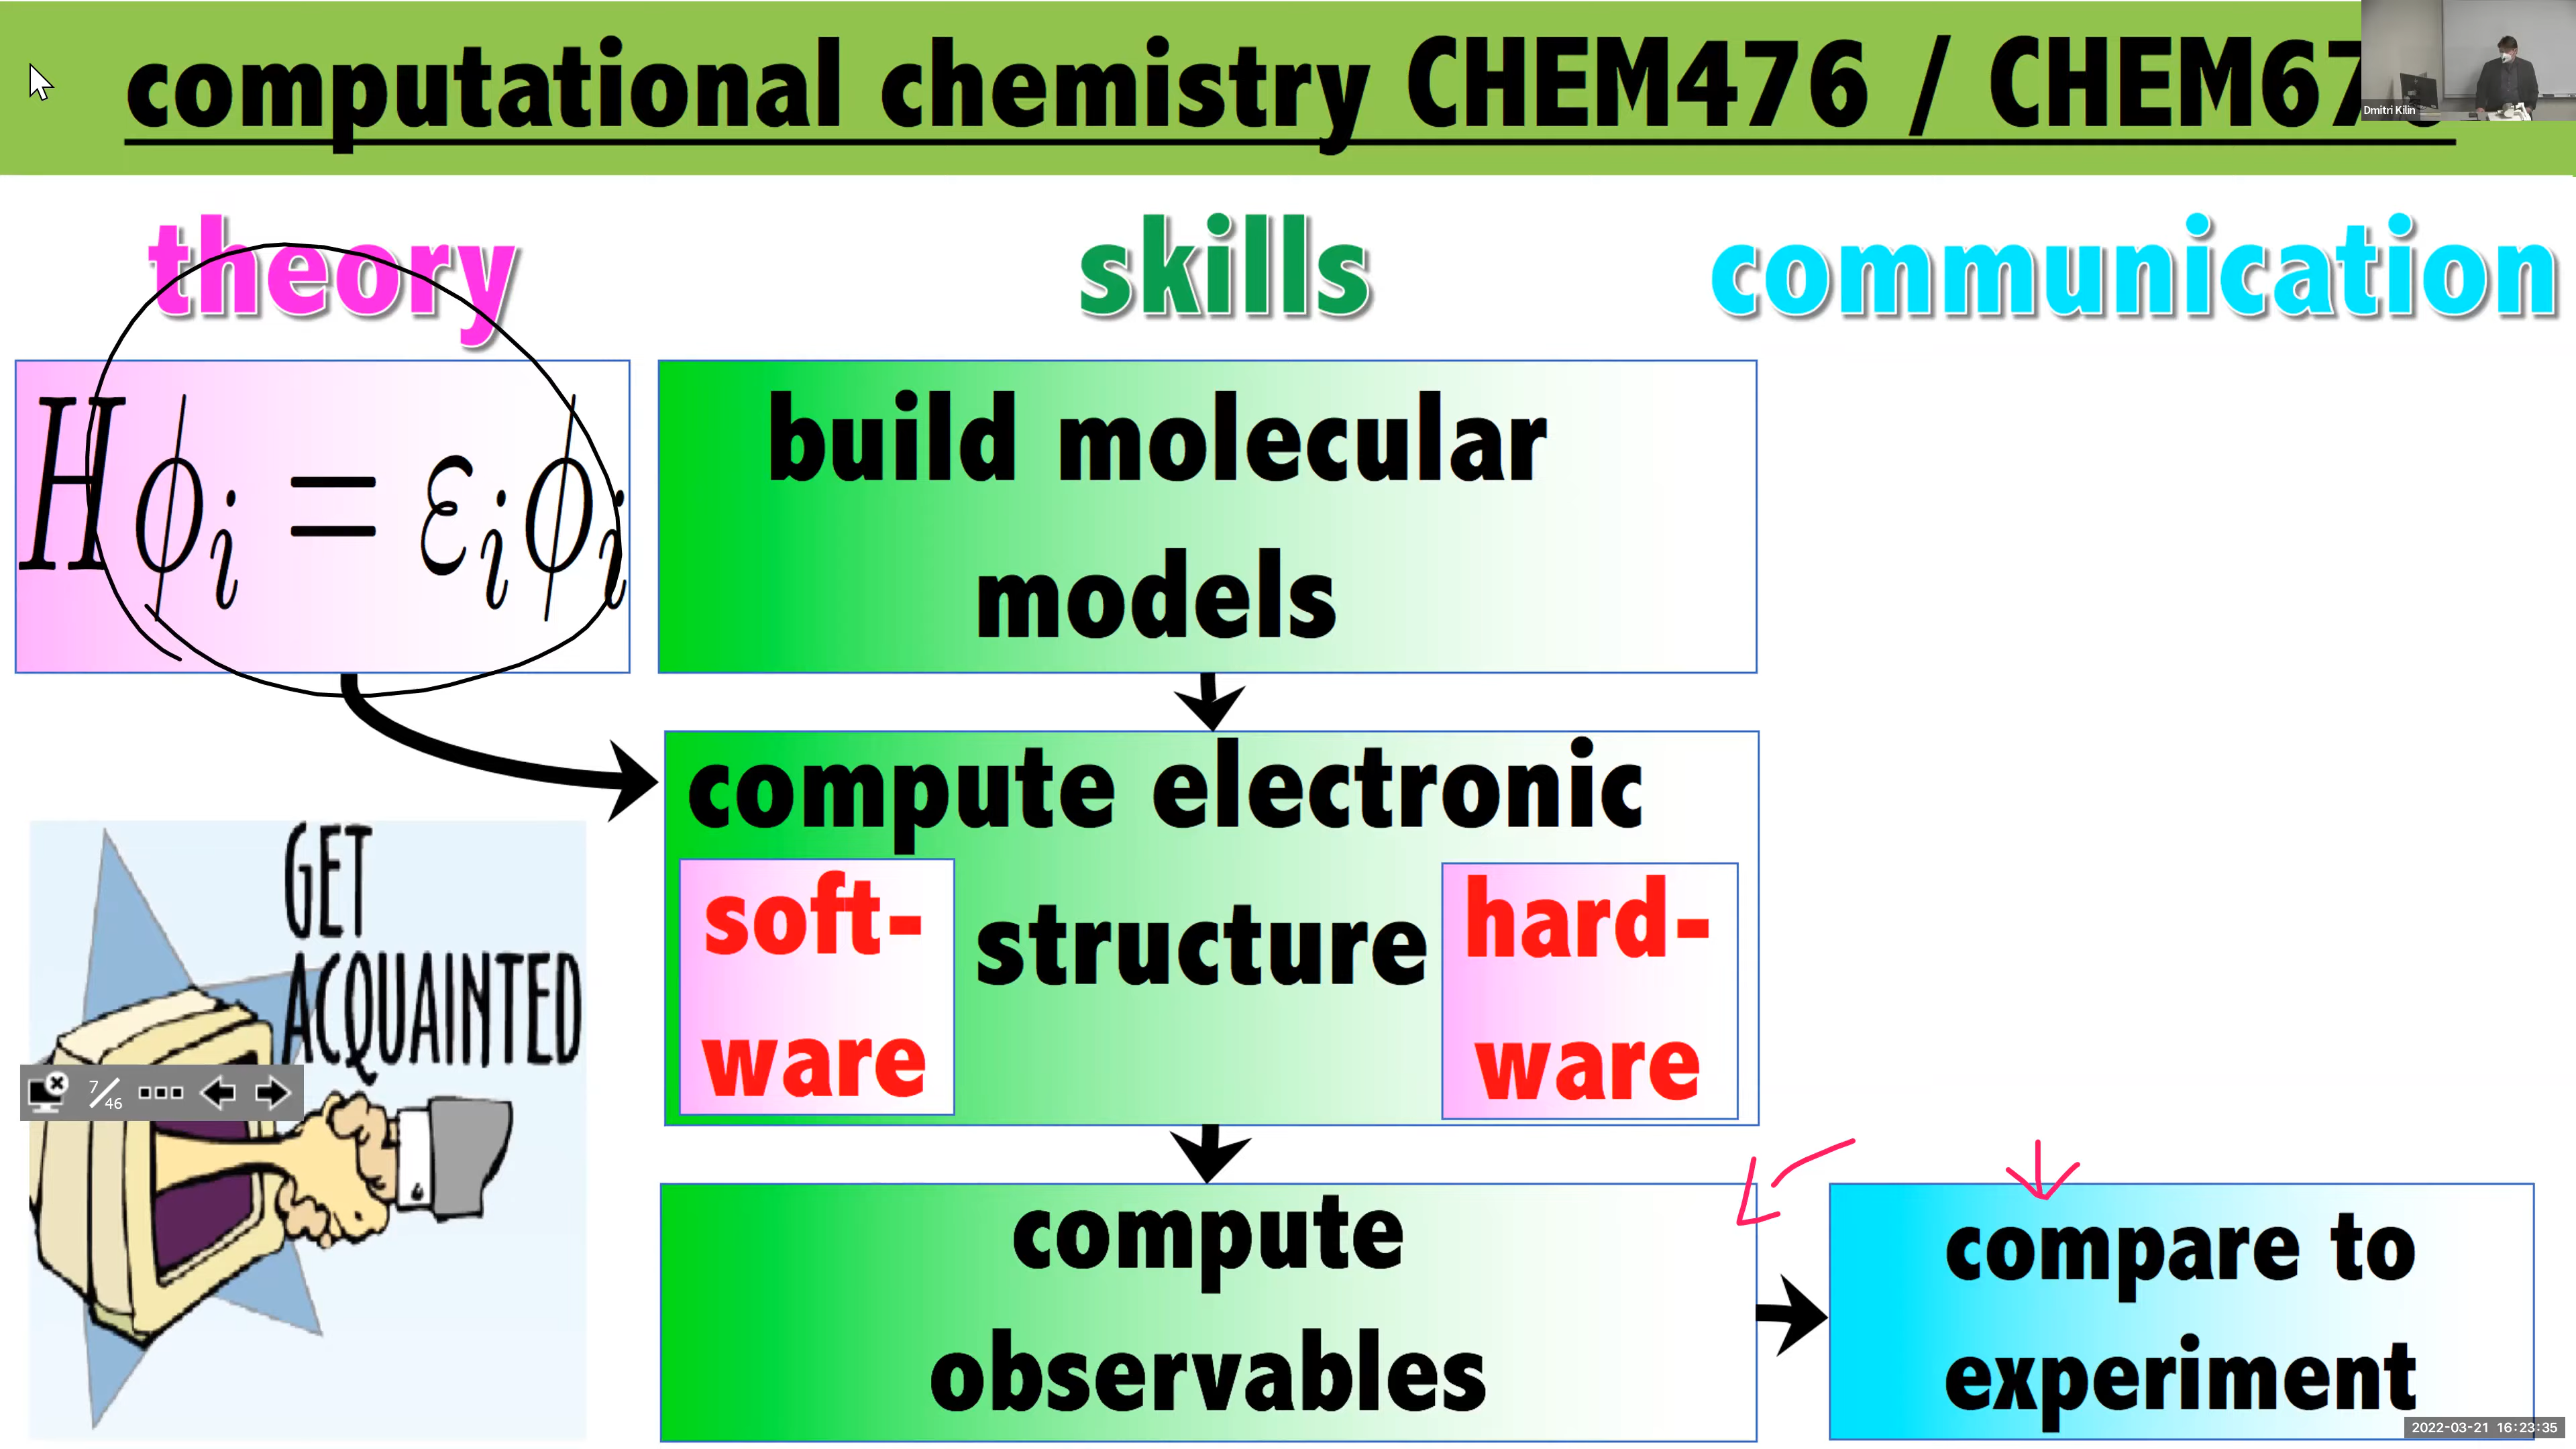 computational chemistry CHEM476 / CHEM67
Dmitri Kilin
theory
skills
communication
Hϕᵢ = εᵢϕᵢ
build molecular
models
compute electronic
structure
soft-
ware
hard-
ware
GET
ACQUAINTED
7/46
compute
observables
compare to
experiment
2022-03-21 16:23:35